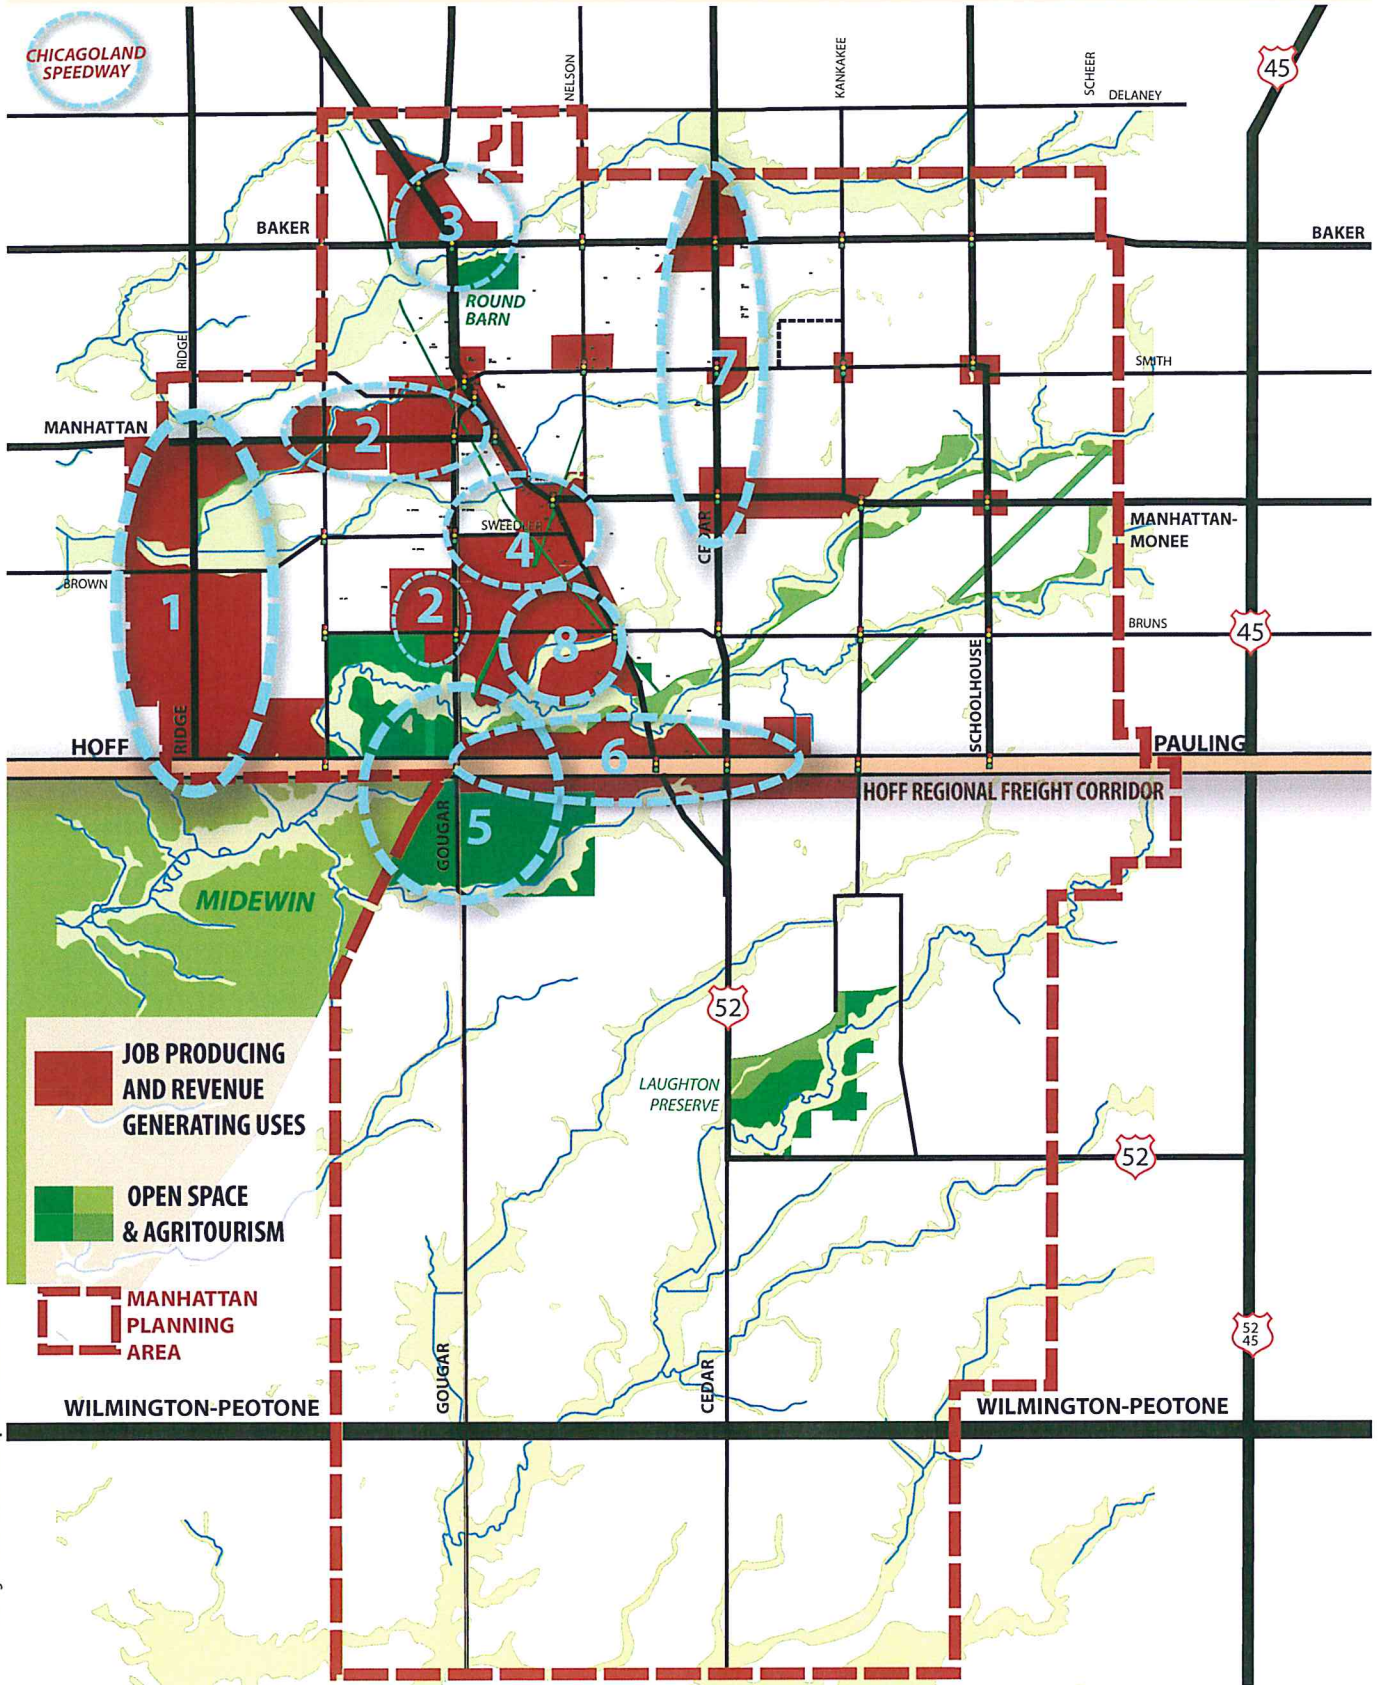 CHICAGOLAND
SPEEDWAY
NELSON
KANKAKEE
SCHEER
DELANEY
45
BAKER
3
BAKER
ROUND
BARN
RIDGE
SMITH
7
MANHATTAN
2
SWEEDLER
4
CEDAR
MANHATTAN-
MONEE
BROWN
1
2
8
BRUNS
45
SCHOOLHOUSE
RIDGE
HOFF
6
PAULING
HOFF REGIONAL FREIGHT CORRIDOR
GOUGAR
5
MIDEWIN
52
JOB PRODUCING
AND REVENUE
GENERATING USES
LAUGHTON
PRESERVE
52
OPEN SPACE
& AGRITOURISM
MANHATTAN
PLANNING
AREA
52
45
GOUGAR
CEDAR
WILMINGTON-PEOTONE
WILMINGTON-PEOTONE